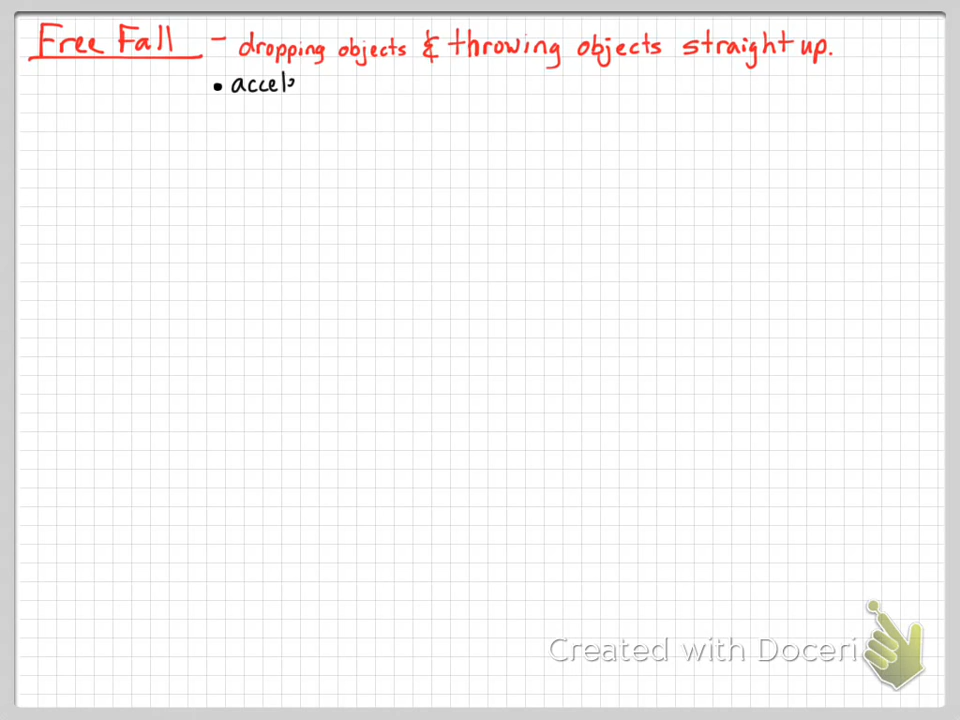 Free Fall - dropping objects & throwing objects straight up.
• accel
Created with Doceri